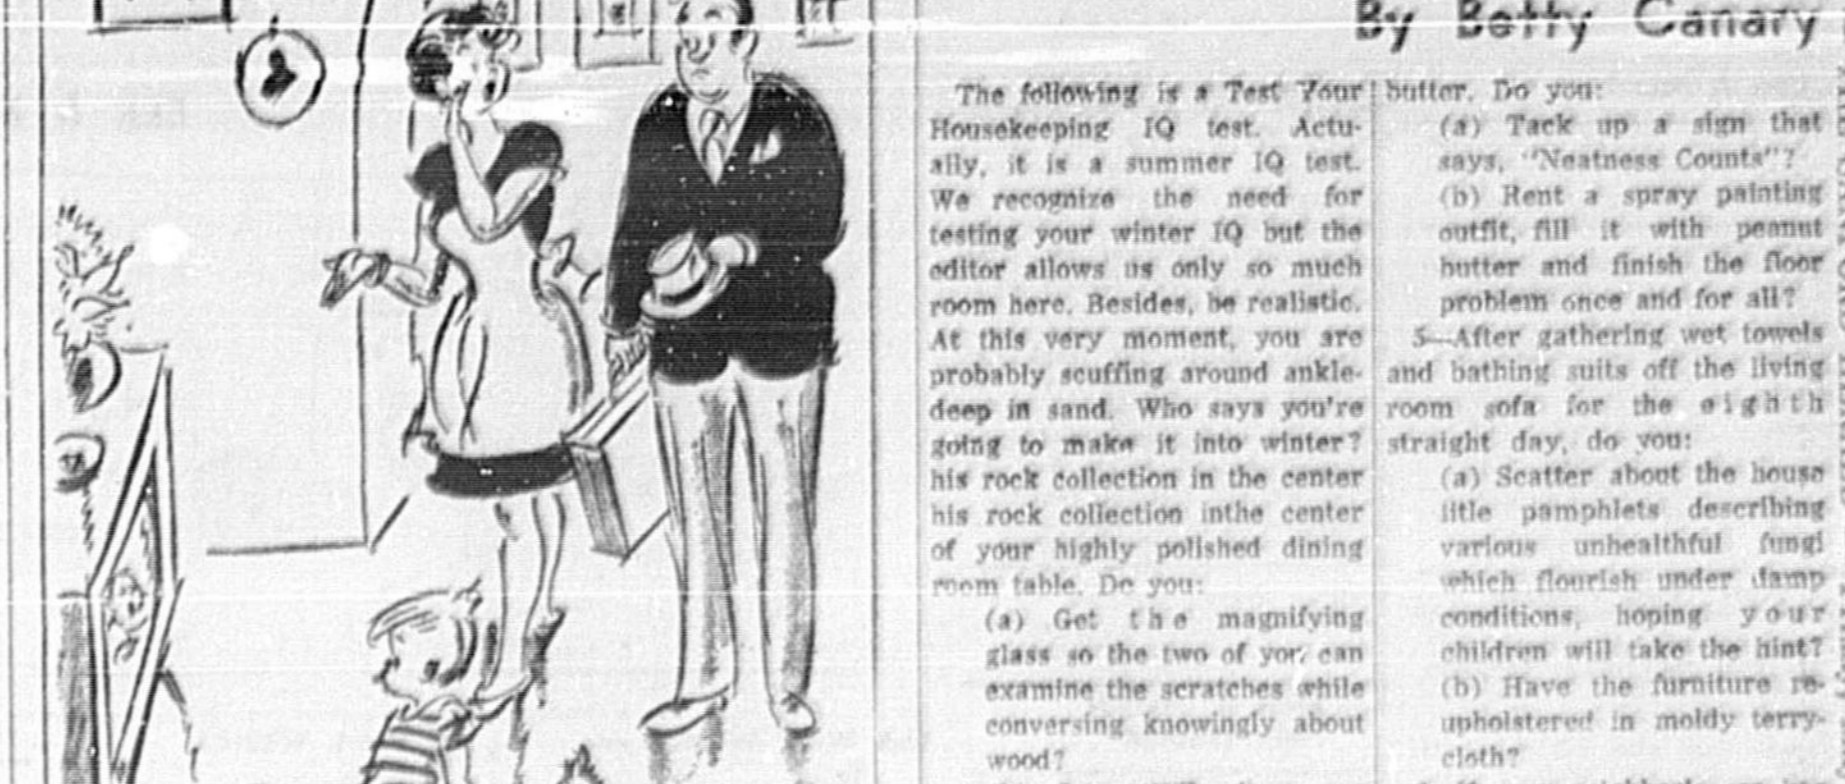 By Betty Canary
The following is a Test Your
Housekeeping IQ test. Actu-
ally, it is a summer IQ test.
We recognize the need for
testing your winter IQ but the
editor allows us only so much
room here. Besides, be realistic.
At this very moment, you are
probably scuffing around ankle-
deep in sand. Who says you're
going to make it into winter?
his rock collection in the center
his rock collection inthe center
of your highly polished dining
room table. Do you:
(a) Get the magnifying
glass so the two of you can
examine the scratches while
conversing knowingly about
wood?
butter. Do you:
(a) Tack up a sign that
says, "Neatness Counts"?
(b) Rent a spray painting
outfit, fill it with peanut
butter and finish the floor
problem once and for all?
5—After gathering wet towels
and bathing suits off the living
room sofa for the eighth
straight day, do you:
(a) Scatter about the house
litle pamphlets describing
various unhealthful fungi
which flourish under damp
conditions, hoping your
children will take the hint?
(b) Have the furniture re-
upholstered in moldy terry-
cloth?